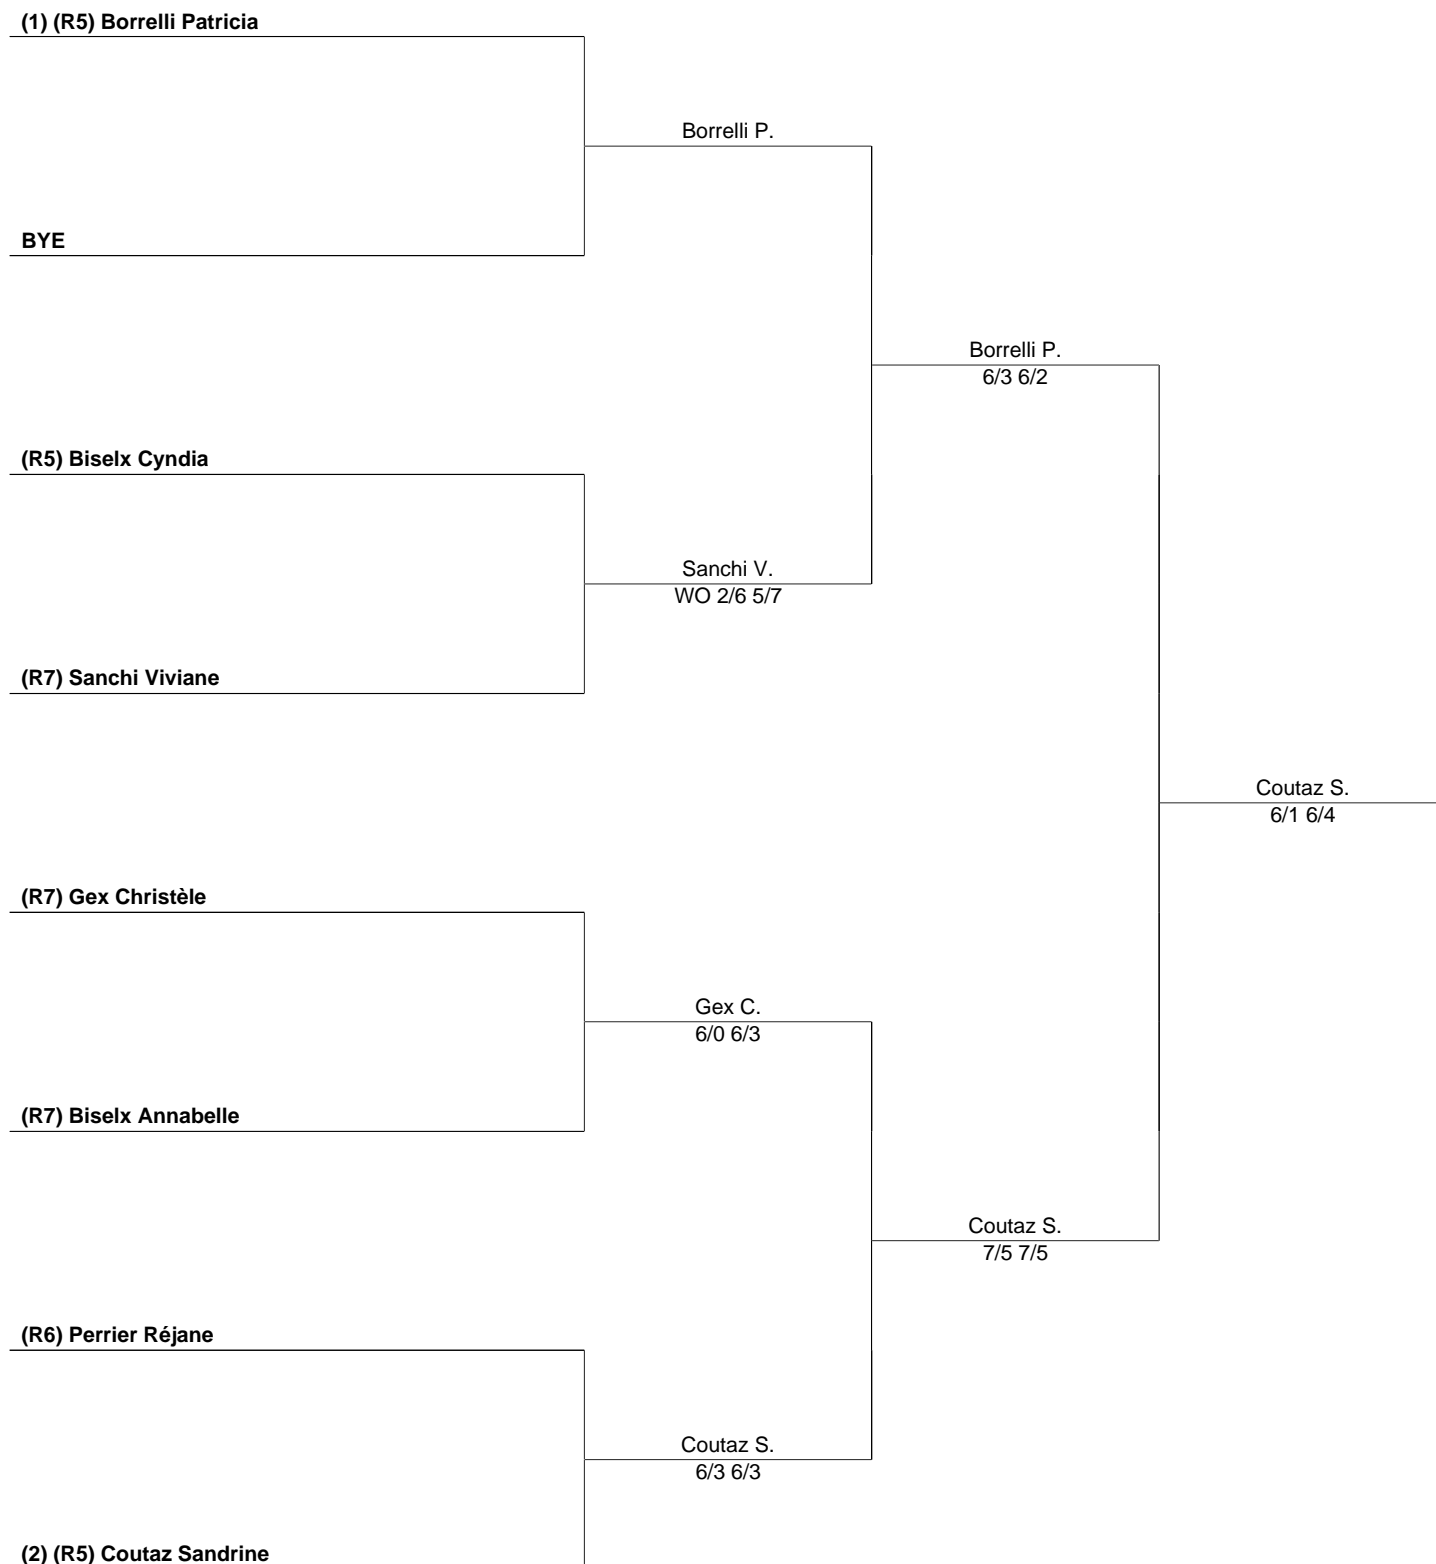 (1) (R5) Borrelli Patricia
Borrelli P.
BYE
Borrelli P.
6/3 6/2
(R5) Biselx Cyndia
Sanchi V.
WO 2/6 5/7
(R7) Sanchi Viviane
Coutaz S.
6/1 6/4
(R7) Gex Christèle
Gex C.
6/0 6/3
(R7) Biselx Annabelle
Coutaz S.
7/5 7/5
(R6) Perrier Réjane
Coutaz S.
6/3 6/3
(2) (R5) Coutaz Sandrine